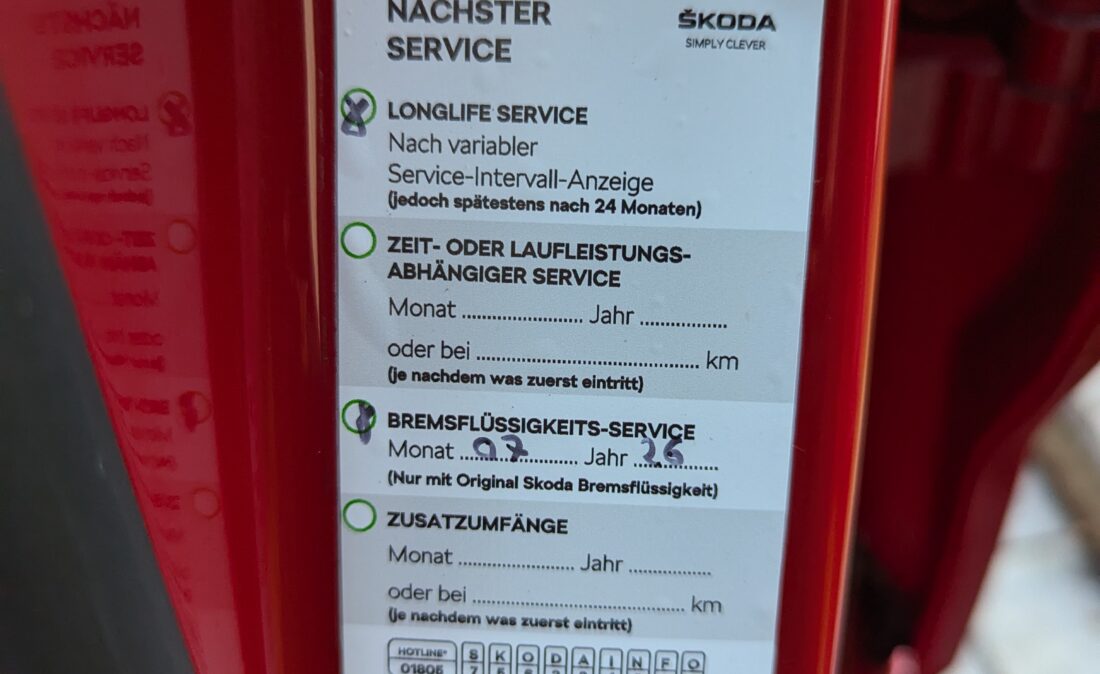 NÄCHSTER
SERVICE
ŠKODA
SIMPLY CLEVER
LONGLIFE SERVICE
Nach variabler
Service-Intervall-Anzeige
(jedoch spätestens nach 24 Monaten)
ZEIT- ODER LAUFLEISTUNGS-
ABHÄNGIGER SERVICE
Monat ........................ Jahr .................
oder bei ............................................ km
(je nachdem was zuerst eintritt)
BREMSFLÜSSIGKEITS-SERVICE
Monat 07 Jahr 26
(Nur mit Original Skoda Bremsflüssigkeit)
ZUSATZUMFÄNGE
Monat ........................ Jahr .................
oder bei ............................................ km
(je nachdem was zuerst eintritt)
HOTLINE* S K O D A I N F O
01805